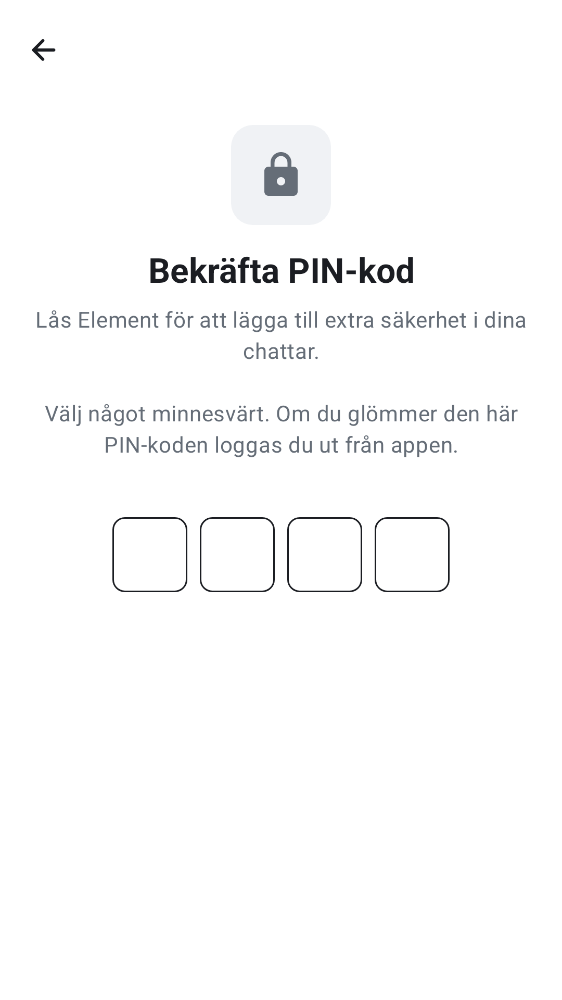 Bekräfta PIN-kod
Lås Element för att lägga till extra säkerhet i dina
chattar.
Välj något minnesvärt. Om du glömmer den här
PIN-koden loggas du ut från appen.